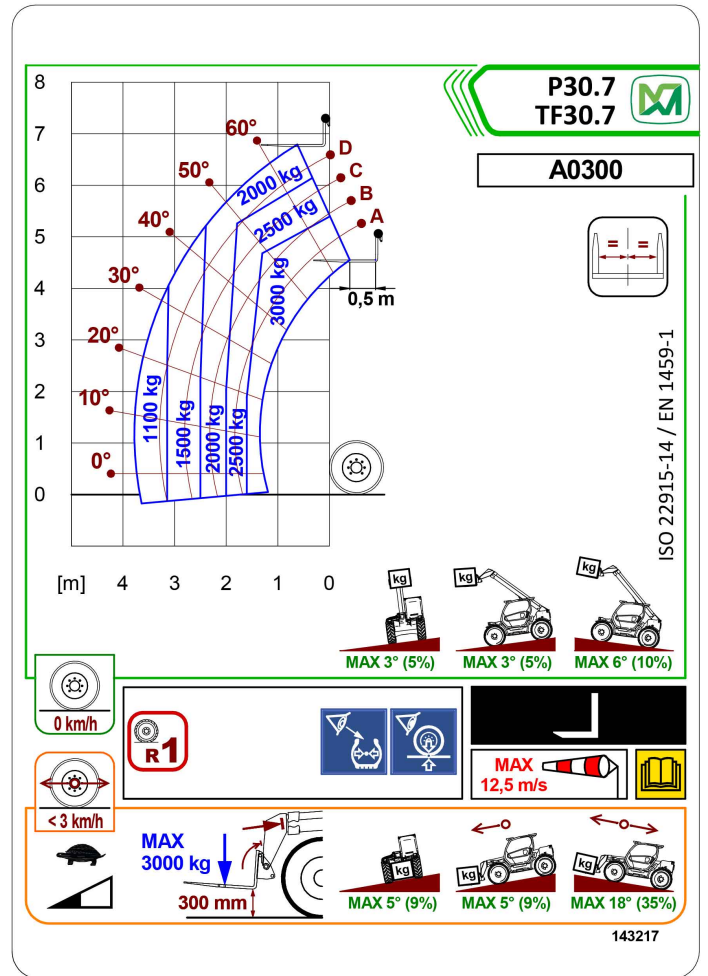 P30.7
TF30.7
A0300
8
7
6
5
4
3
2
1
0
[m] 4 3 2 1 0
60°
50°
40°
30°
20°
10°
0°
D
C
B
A
2000 kg
2500 kg
3000 kg
1100 kg
1500 kg
2000 kg
2500 kg
0,5 m
= =
ISO 22915-14 / EN 1459-1
kg
kg
kg
MAX 3° (5%)
MAX 3° (5%)
MAX 6° (10%)
0 km/h
R1
MAX
12,5 m/s
< 3 km/h
MAX
3000 kg
300 mm
kg
kg
kg
MAX 5° (9%)
MAX 5° (9%)
MAX 18° (35%)
143217